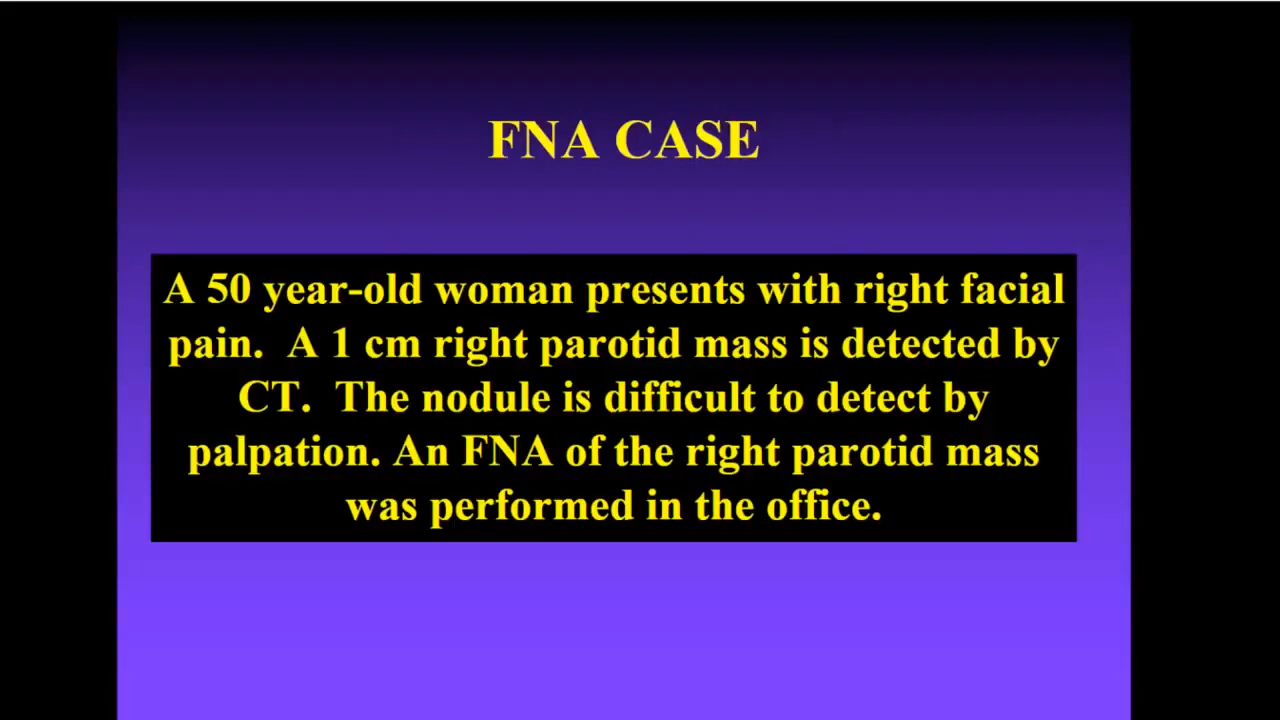 FNA CASE
A 50 year-old woman presents with right facial
pain.  A 1 cm right parotid mass is detected by
CT.  The nodule is difficult to detect by
palpation. An FNA of the right parotid mass
was performed in the office.